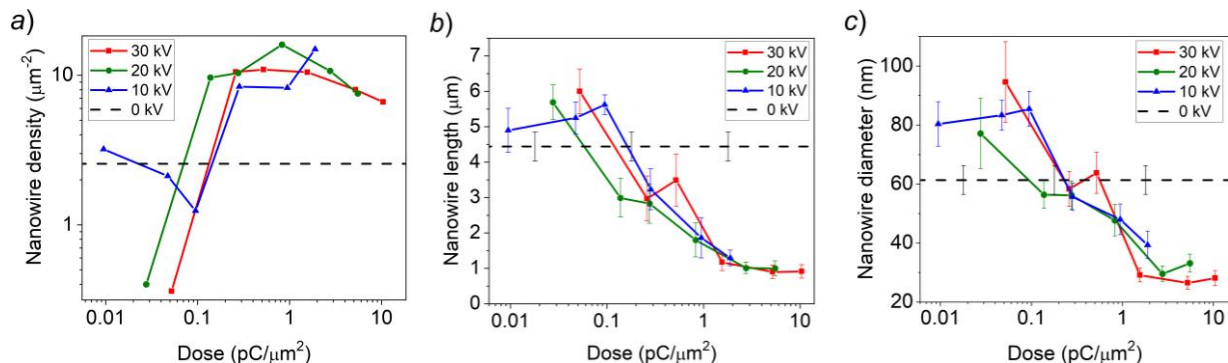 a)
Nanowire density (μm⁻²)
10
1
30 kV
20 kV
10 kV
0 kV
0.01 0.1 1 10
Dose (pC/μm²)
b)
Nanowire length (μm)
7
6
5
4
3
2
1
0
30 kV
20 kV
10 kV
0 kV
0.01 0.1 1 10
Dose (pC/μm²)
c)
Nanowire diameter (nm)
100
80
60
40
20
30 kV
20 kV
10 kV
0 kV
0.01 0.1 1 10
Dose (pC/μm²)